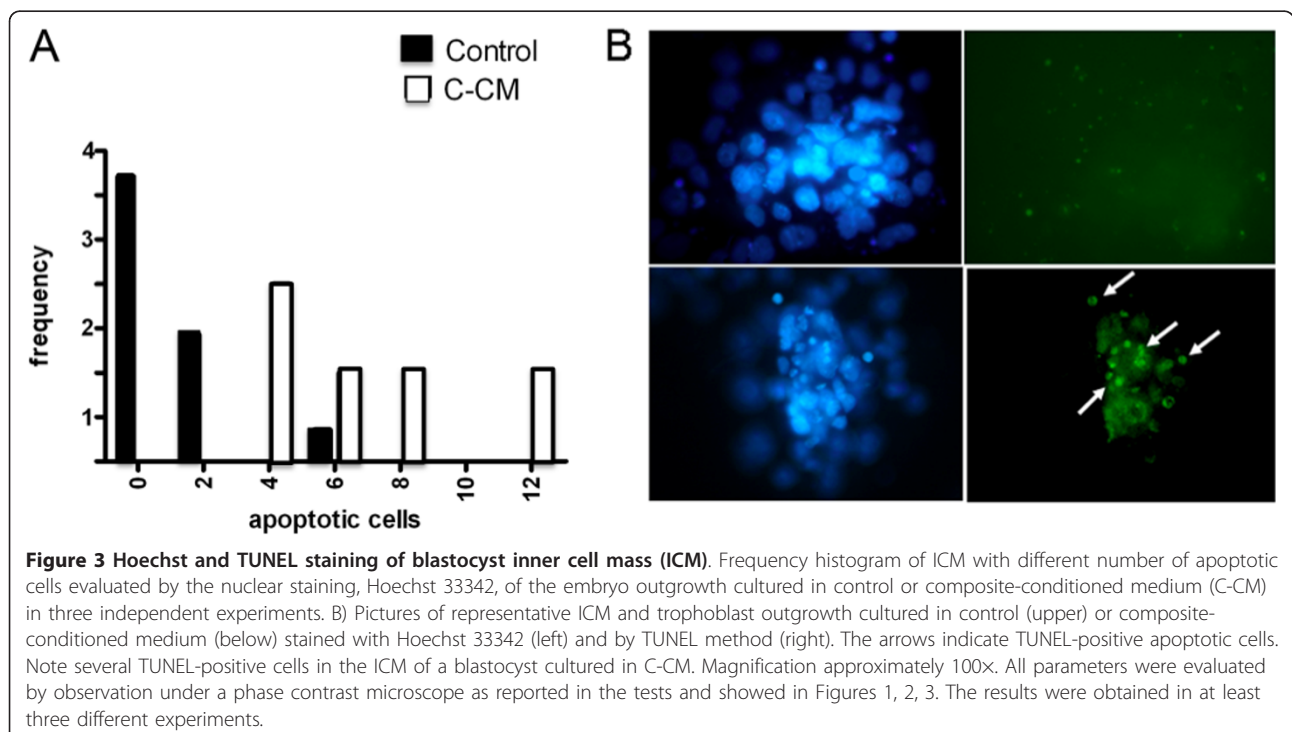 A
Control
C-CM
B
4
3
2
1
frequency
0
2
4
6
8
10
12
apoptotic cells
Figure 3 Hoechst and TUNEL staining of blastocyst inner cell mass (ICM). Frequency histogram of ICM with different number of apoptotic
cells evaluated by the nuclear staining, Hoechst 33342, of the embryo outgrowth cultured in control or composite-conditioned medium (C-CM)
in three independent experiments. B) Pictures of representative ICM and trophoblast outgrowth cultured in control (upper) or composite-
conditioned medium (below) stained with Hoechst 33342 (left) and by TUNEL method (right). The arrows indicate TUNEL-positive apoptotic cells.
Note several TUNEL-positive cells in the ICM of a blastocyst cultured in C-CM. Magnification approximately 100×. All parameters were evaluated
by observation under a phase contrast microscope as reported in the tests and showed in Figures 1, 2, 3. The results were obtained in at least
three different experiments.